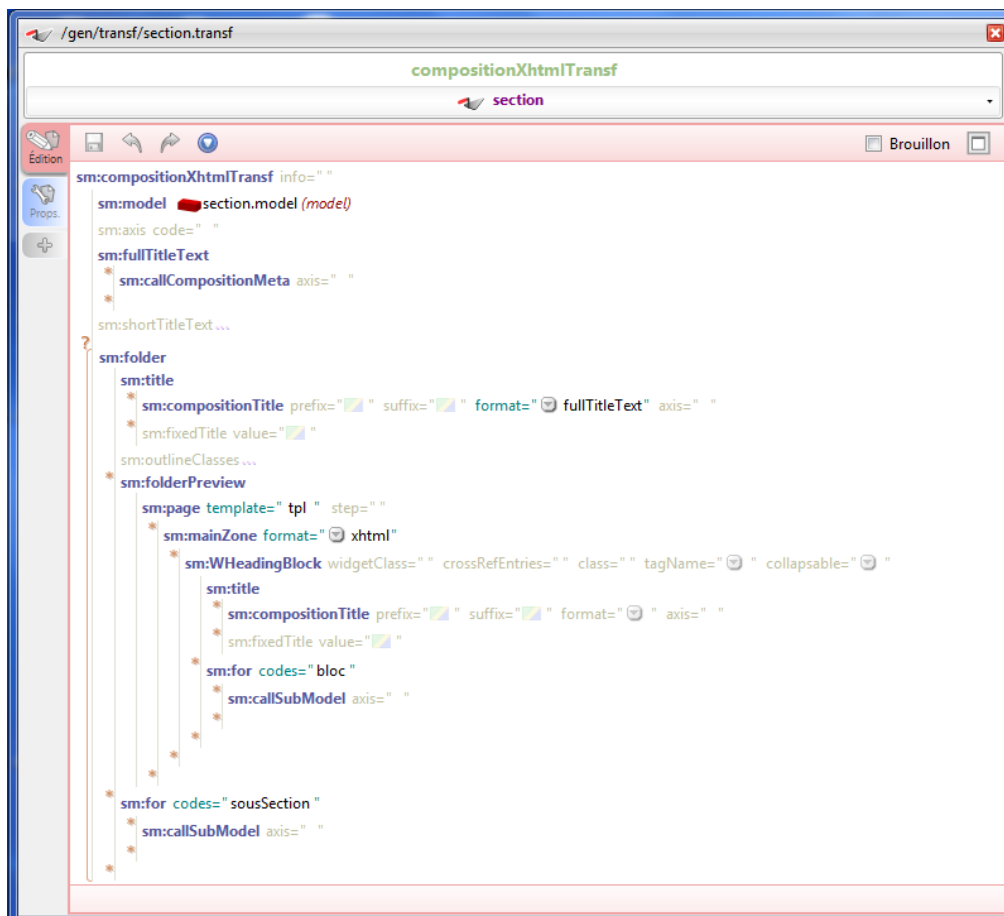 /gen/transf/section.transf
compositionXhtmlTransf
section
Édition
Brouillon
Props.
sm:compositionXhtmlTransf info=" "
sm:model section.model (model)
sm:axis code=" "
sm:fullTitleText
sm:callCompositionMeta axis=" "
sm:shortTitleText...
?
sm:folder
sm:title
sm:compositionTitle prefix=" " suffix=" " format=" fullTitleText" axis=" "
sm:fixedTitle value=" "
sm:outlineClasses...
sm:folderPreview
sm:page template=" tpl " step=" "
sm:mainZone format=" xhtml"
sm:WHeadingBlock widgetClass=" " crossRefEntries=" " class=" " tagName=" " collapsable=" "
sm:title
sm:compositionTitle prefix=" " suffix=" " format=" " axis=" "
sm:fixedTitle value=" "
sm:for codes=" bloc "
sm:callSubModel axis=" "
sm:for codes=" sousSection "
sm:callSubModel axis=" "